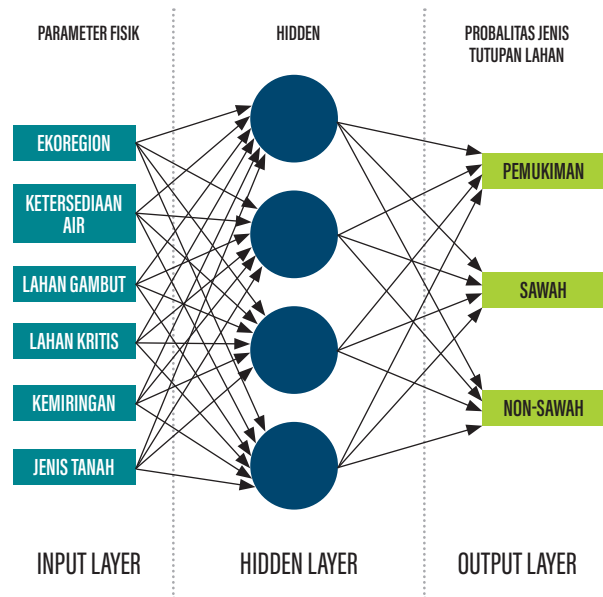 PARAMETER FISIK
HIDDEN
PROBALITAS JENIS
TUTUPAN LAHAN
EKOREGION
KETERSEDIAAN
AIR
LAHAN GAMBUT
LAHAN KRITIS
KEMIRINGAN
JENIS TANAH
PEMUKIMAN
SAWAH
NON-SAWAH
INPUT LAYER
HIDDEN LAYER
OUTPUT LAYER